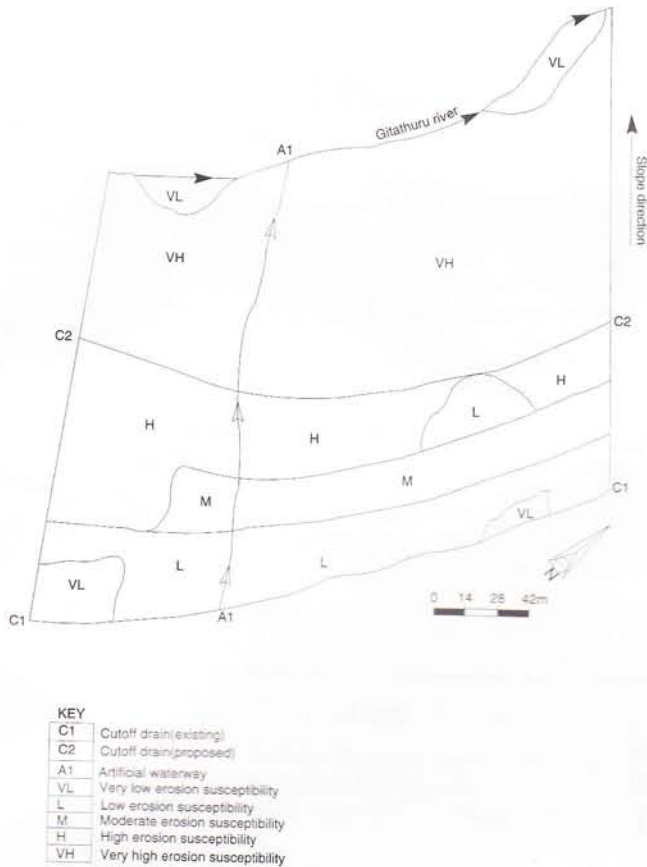 VL
Gitathuru river
A1
VL
Slope direction
VH
VH
C2
C2
H
L
H
H
M
M
C1
VL
L
L
VL
N
C1
A1
0 14 28 42m
KEY
C1 Cutoff drain(existing)
C2 Cutoff drain(proposed)
A1 Artificial waterway
VL Very low erosion susceptibility
L Low erosion susceptibility
M Moderate erosion susceptibility
H High erosion susceptibility
VH Very high erosion susceptibility